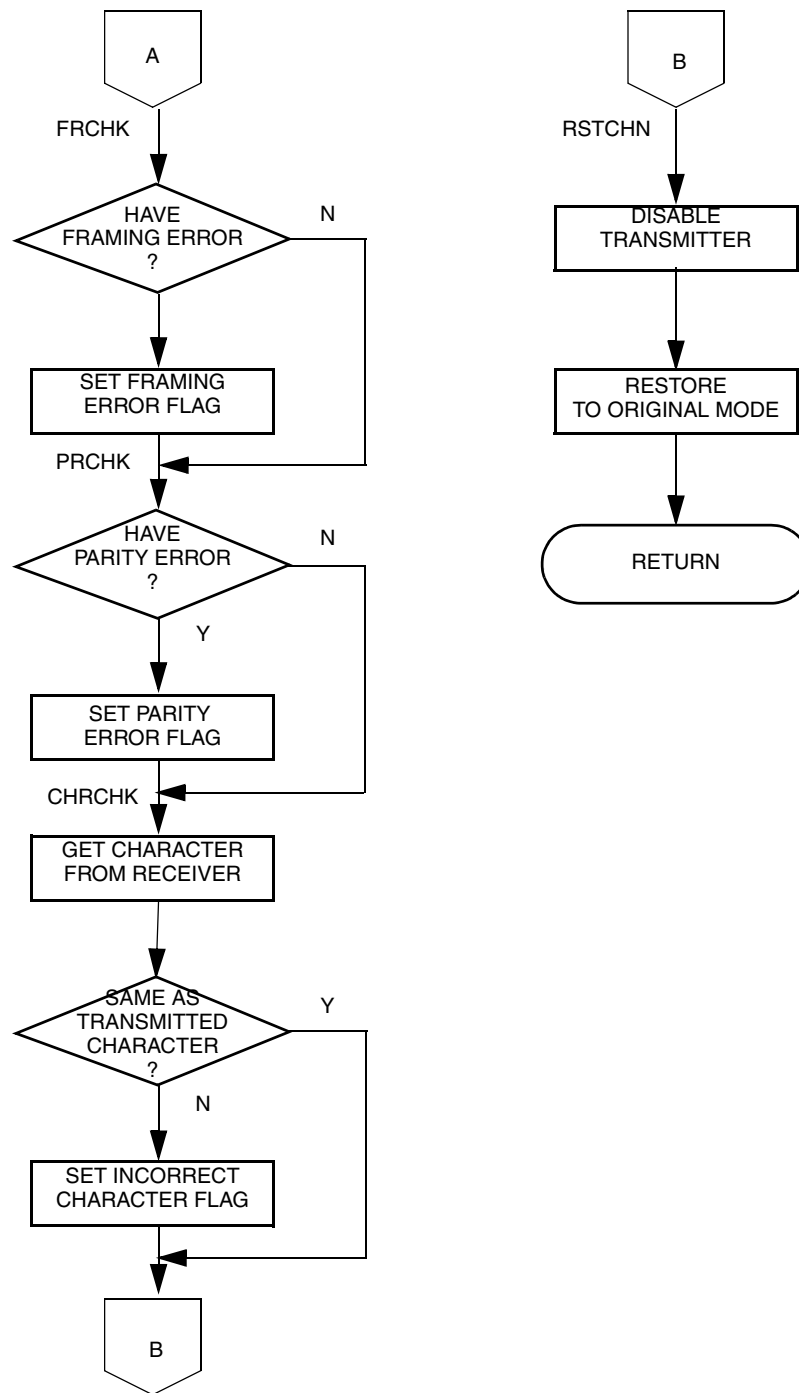 A
FRCHK
HAVE
FRAMING ERROR
?
N
SET FRAMING
ERROR FLAG
PRCHK
HAVE
PARITY ERROR
?
N
Y
SET PARITY
ERROR FLAG
CHRCHK
GET CHARACTER
FROM RECEIVER
SAME AS
TRANSMITTED
CHARACTER
?
Y
N
SET INCORRECT
CHARACTER FLAG
B
B
RSTCHN
DISABLE
TRANSMITTER
RESTORE
TO ORIGINAL MODE
RETURN